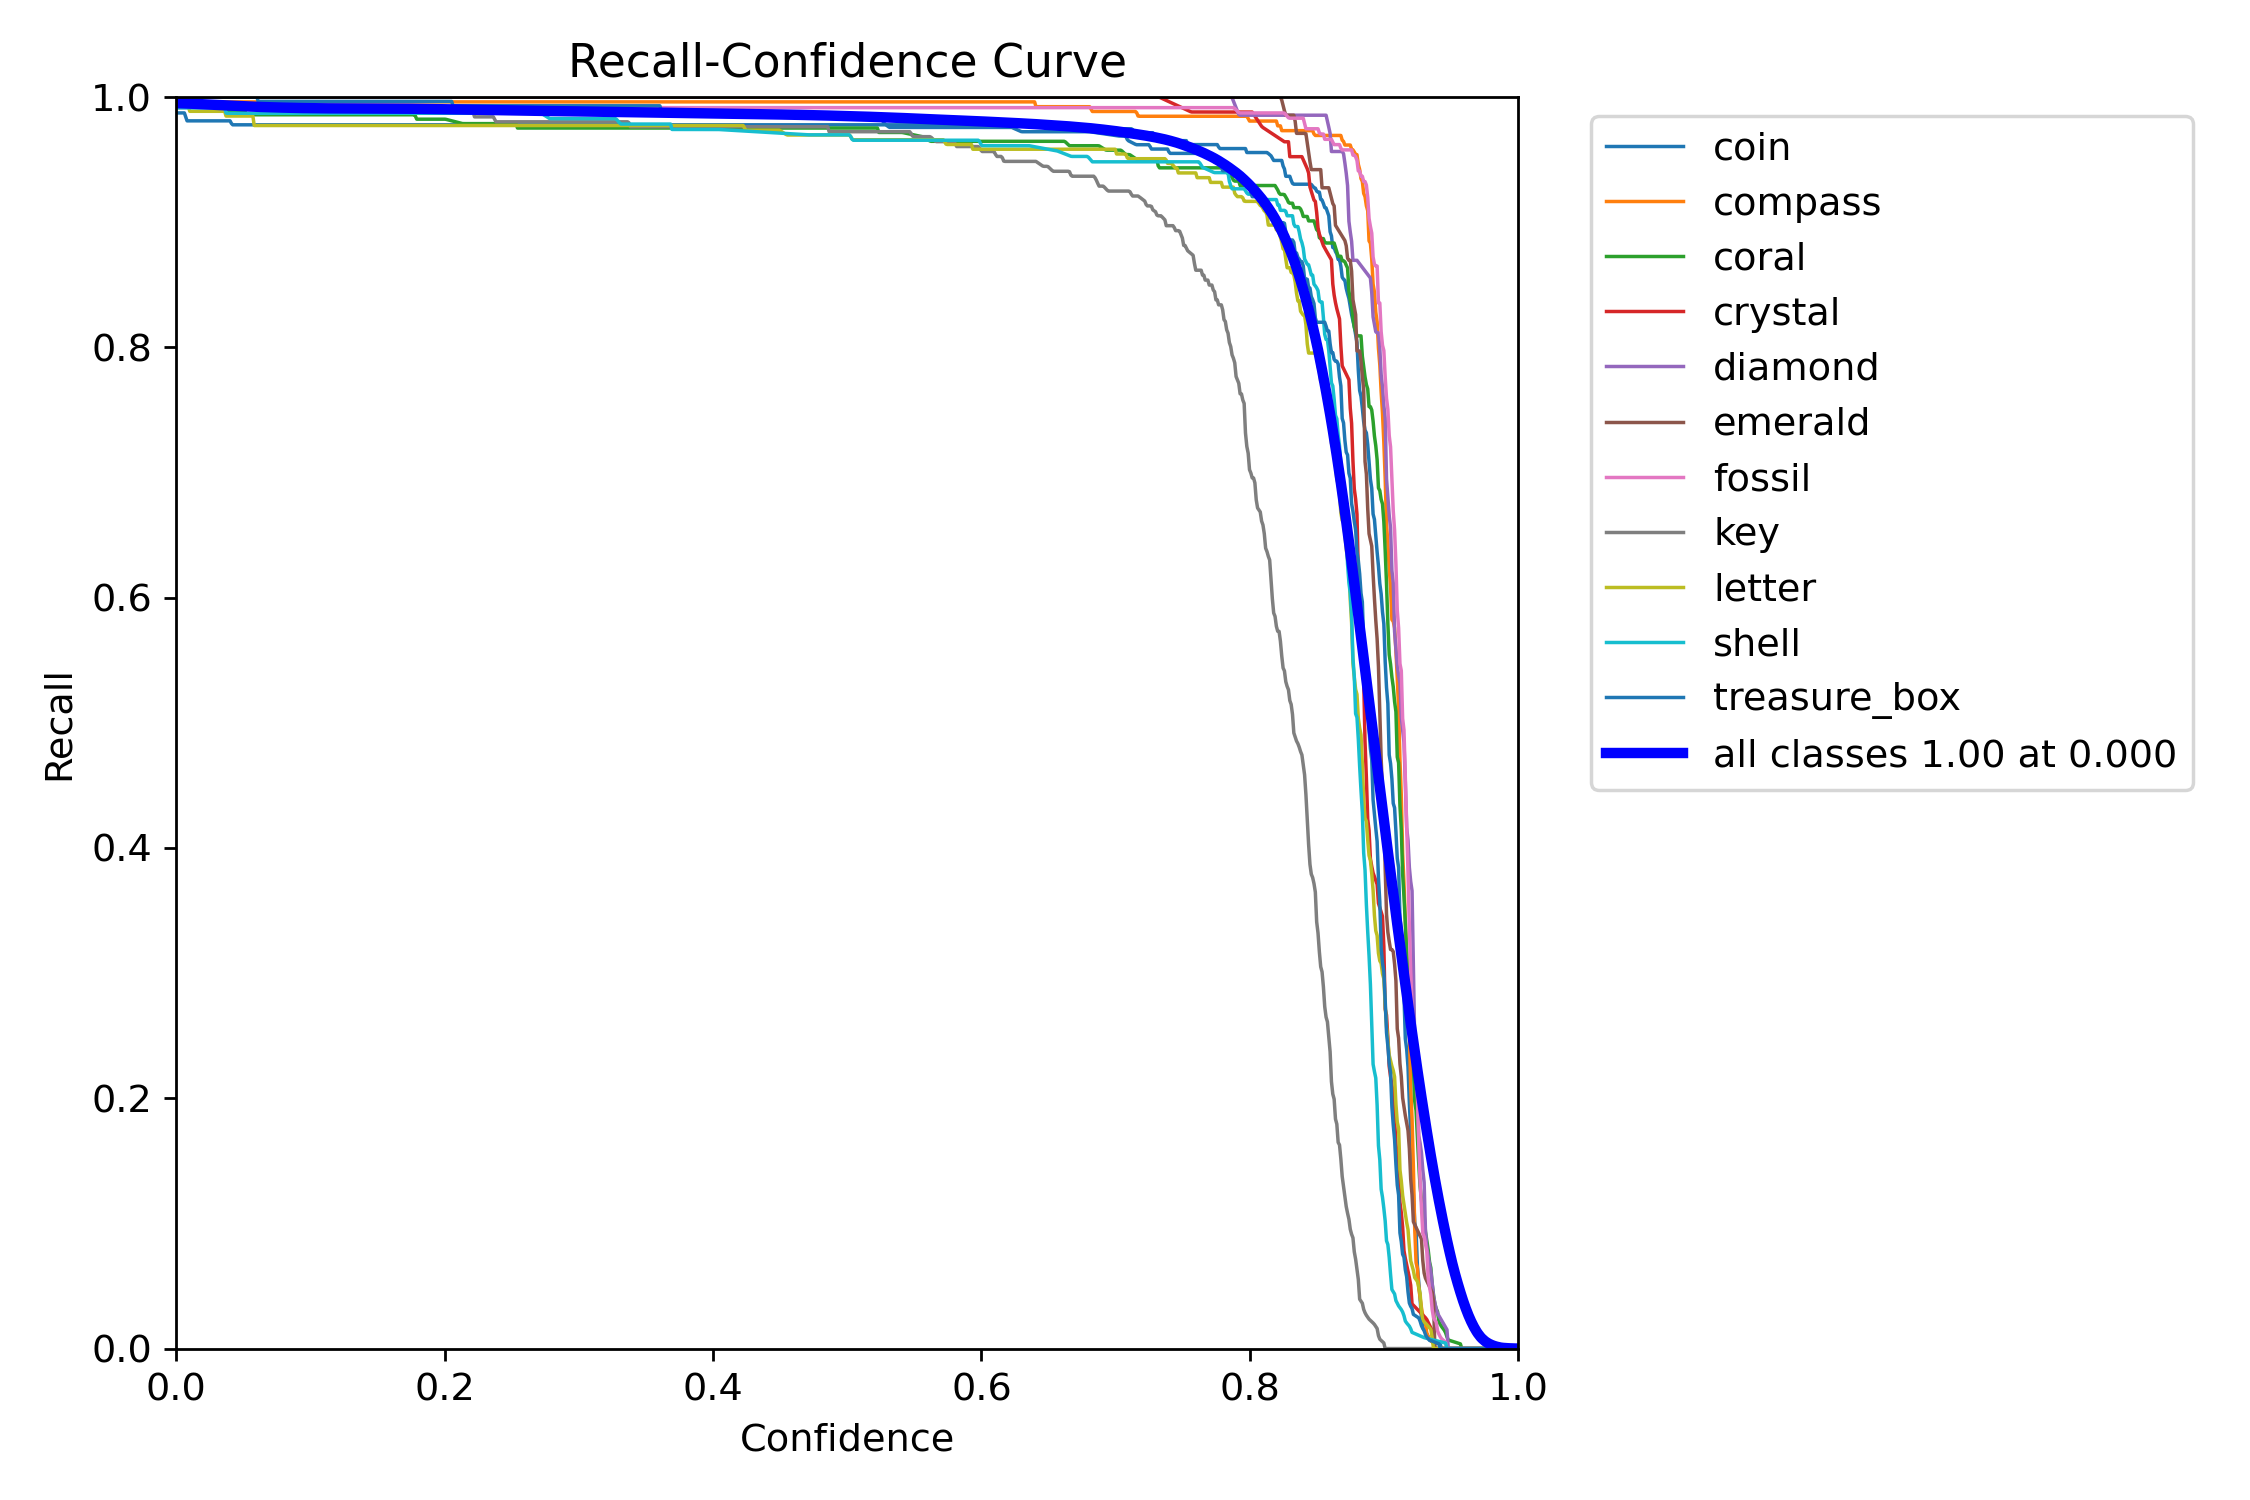 Recall-Confidence Curve
1.0
0.8
0.6
0.4
0.2
0.0
Recall
0.0 0.2 0.4 0.6 0.8 1.0
Confidence
coin
compass
coral
crystal
diamond
emerald
fossil
key
letter
shell
treasure_box
all classes 1.00 at 0.000